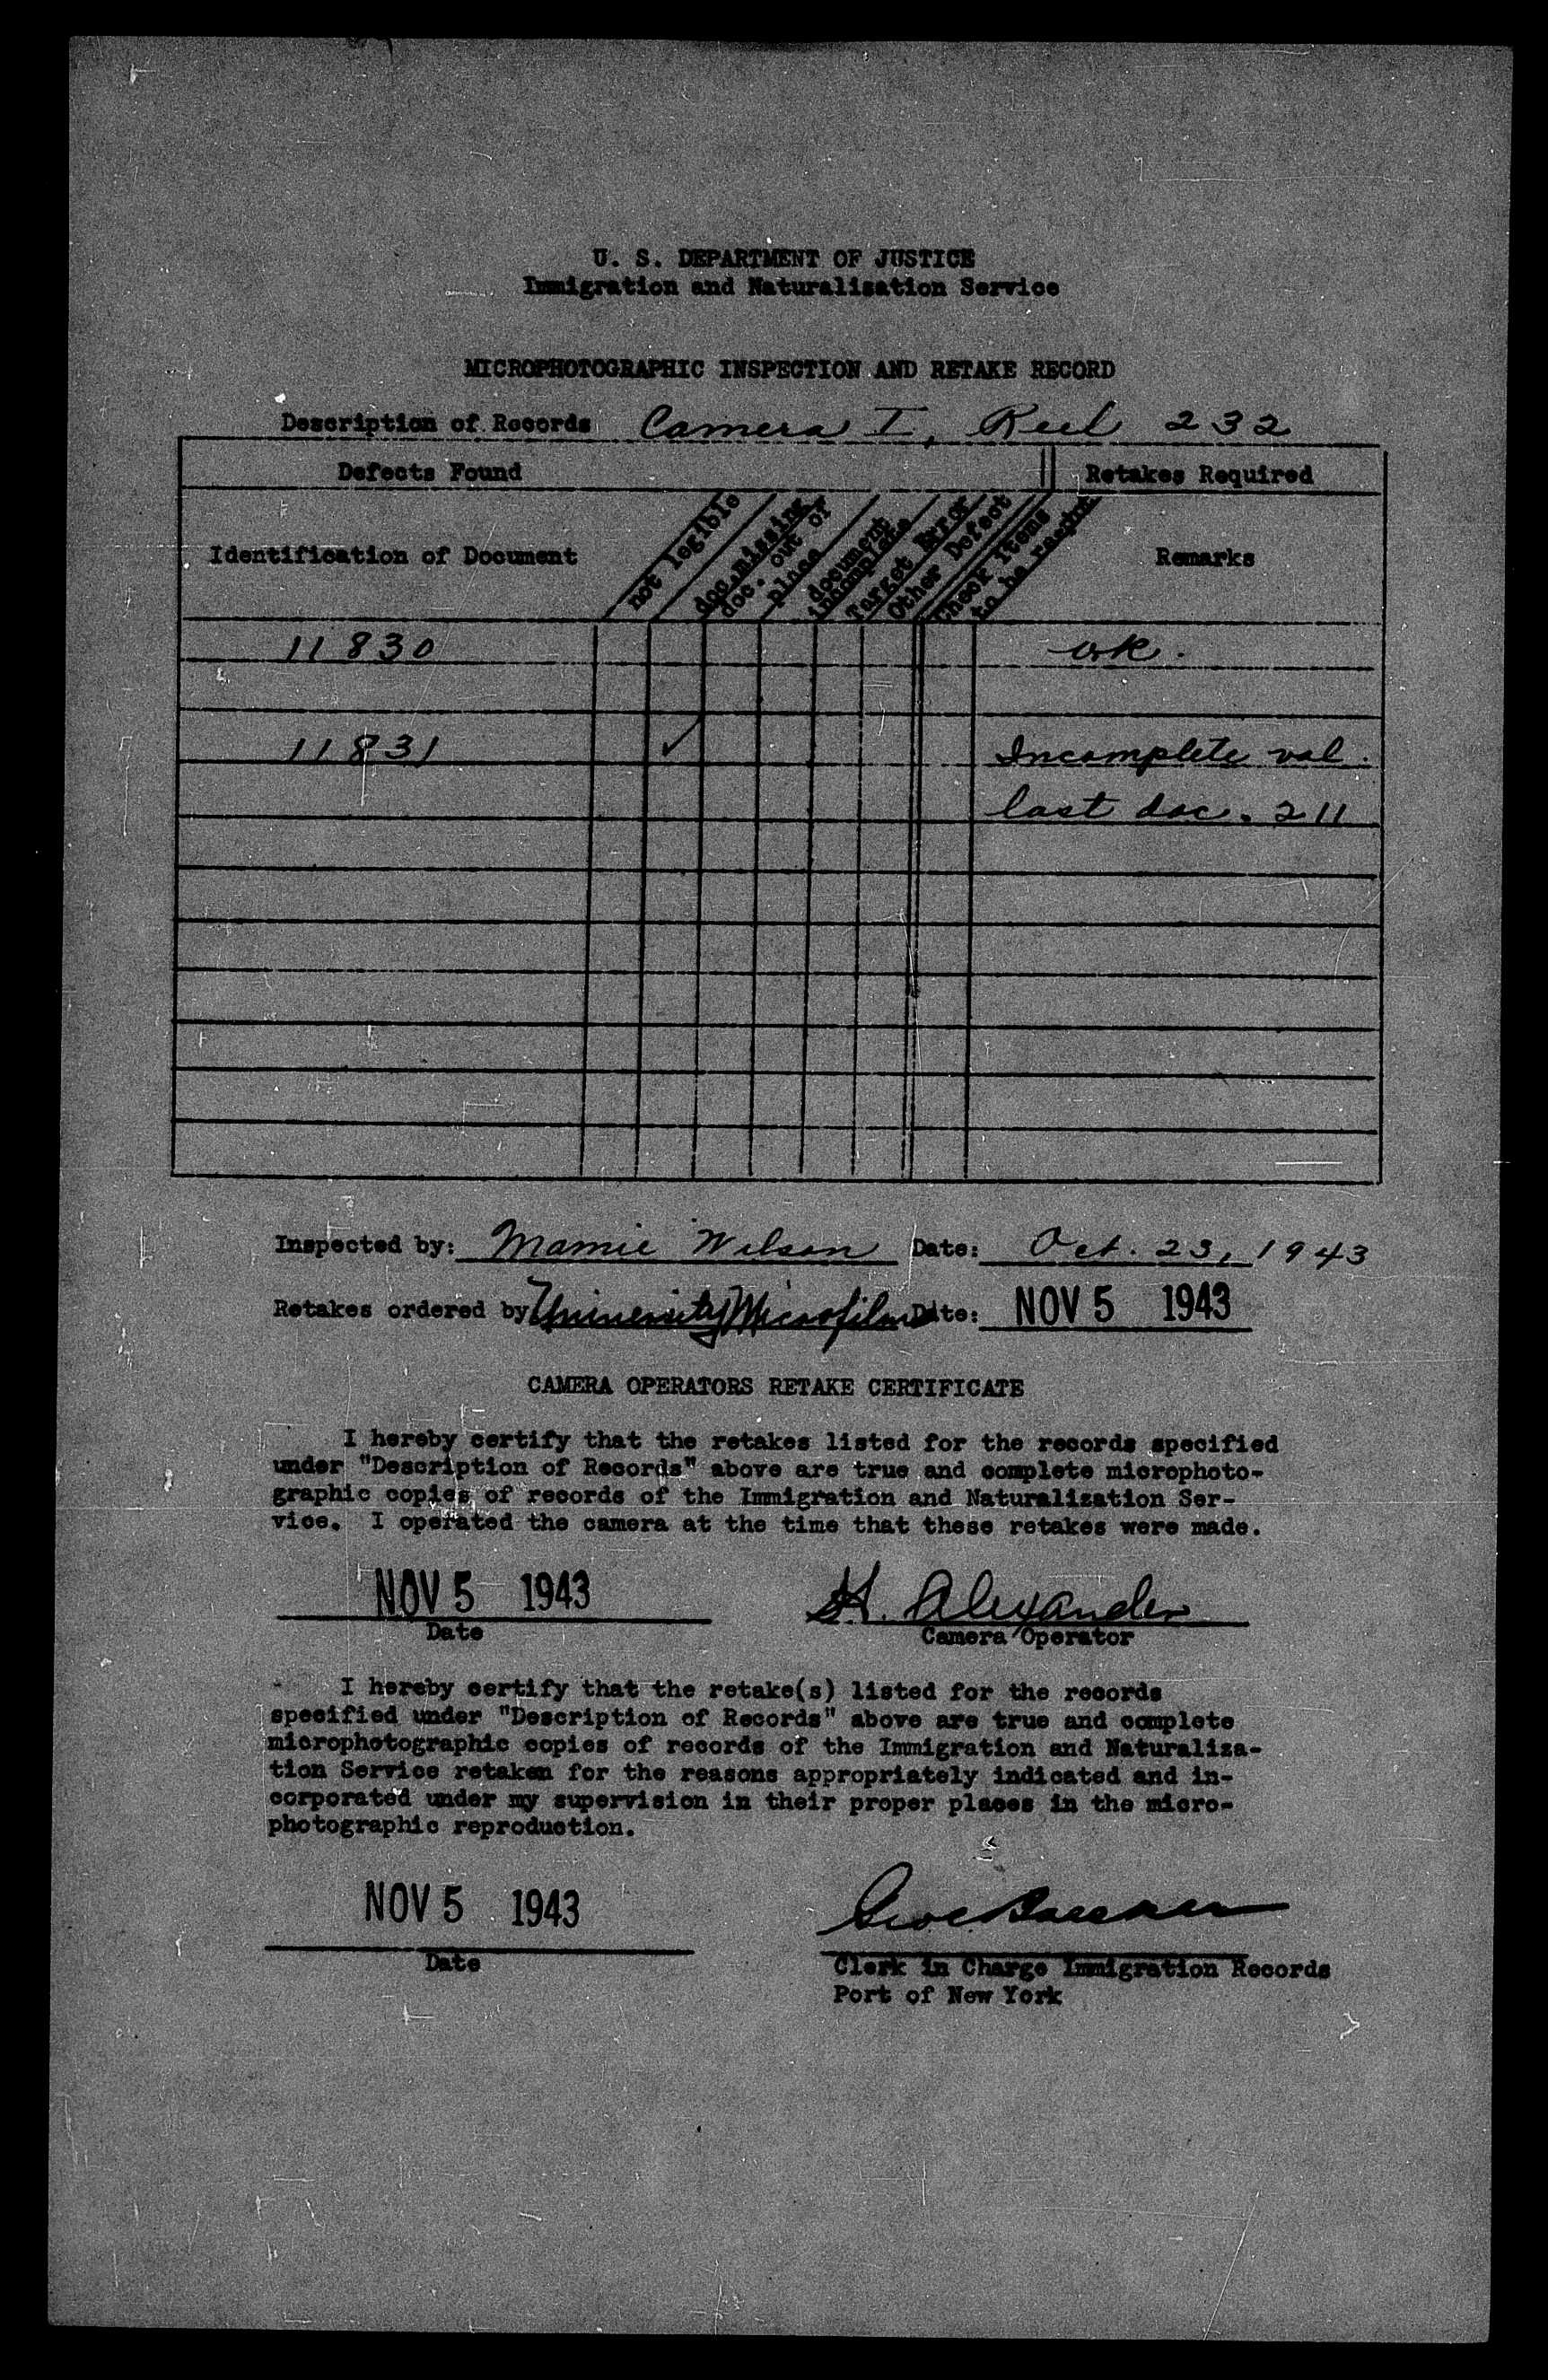 U. S. DEPARTMENT OF JUSTICE
Immigration and Naturalization Service
MICROPHOTOGRAPHIC INSPECTION AND RETAKE RECORD
Description of Records Camera I, Reel 232
Defects Found Retakes Required
Identification of Document
not legible
doc. missing
doc. out of
place
document
incomplete
Target Error
Other Defect
Check items
to be raught
Remarks
11830 ok.
11831 ✓ Incomplete vol.
last doc. 211
Inspected by: Mamie Wilson Date: Oct. 23, 1943
Retakes ordered by University Microfilms Date: NOV 5 1943
CAMERA OPERATORS RETAKE CERTIFICATE
I hereby certify that the retakes listed for the records specified
under "Description of Records" above are true and complete microphoto-
graphic copies of records of the Immigration and Naturalization Ser-
vice. I operated the camera at the time that these retakes were made.
NOV 5 1943 H. Alexander
Date Camera Operator
I hereby certify that the retake(s) listed for the records
specified under "Description of Records" above are true and complete
microphotographic copies of records of the Immigration and Naturaliza-
tion Service retaken for the reasons appropriately indicated and in-
corporated under my supervision in their proper places in the micro-
photographic reproduction.
NOV 5 1943
Date Clerk in Charge Immigration Records
Port of New York